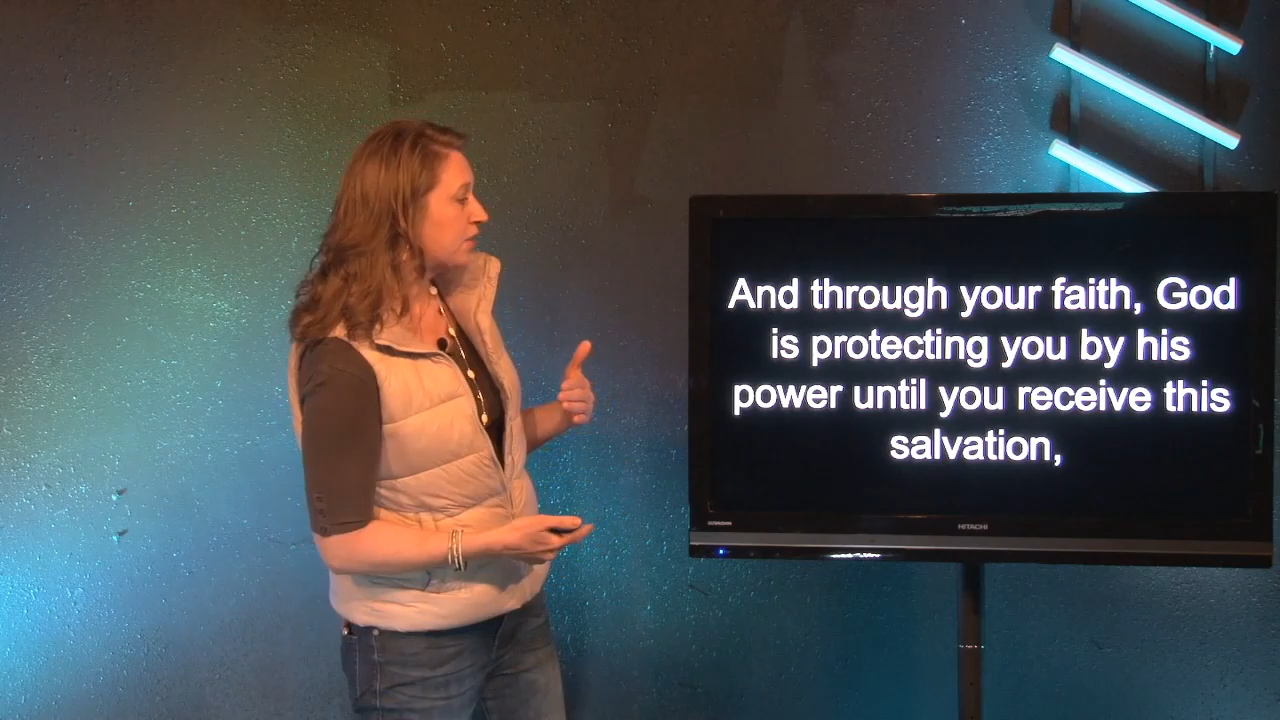 And through your faith, God
is protecting you by his
power until you receive this
salvation,
HITACHI